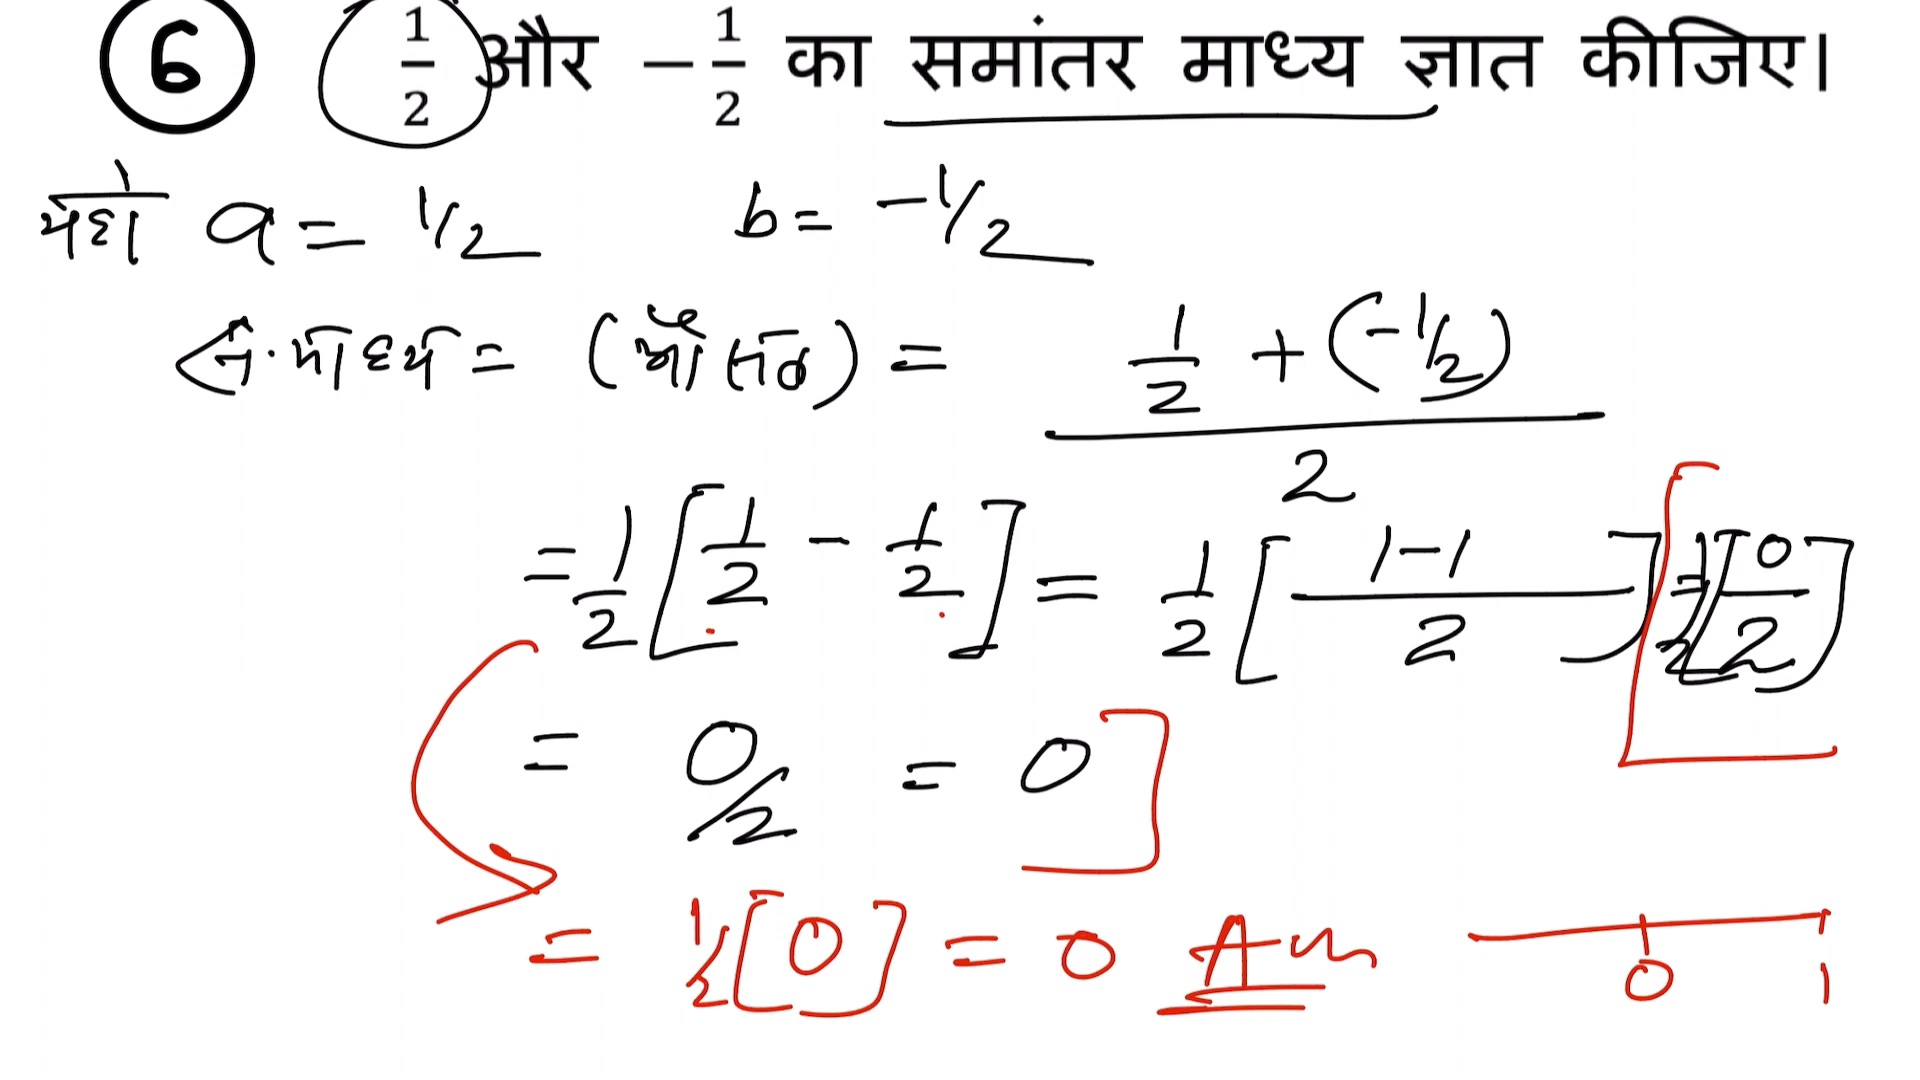 6 1/2 और − 1/2 का समांतर माध्य ज्ञात कीजिए।
यहाँ a = 1/2 b = -1/2
स. माध्य = (औसत) = (1/2 + (-1/2))/2
= 1/2 [1/2 - 1/2] = 1/2 [(1-1)/2] = 1/2 [0/2]
= 0/2 = 0
= 1/2 [0] = 0 Ans
0 1